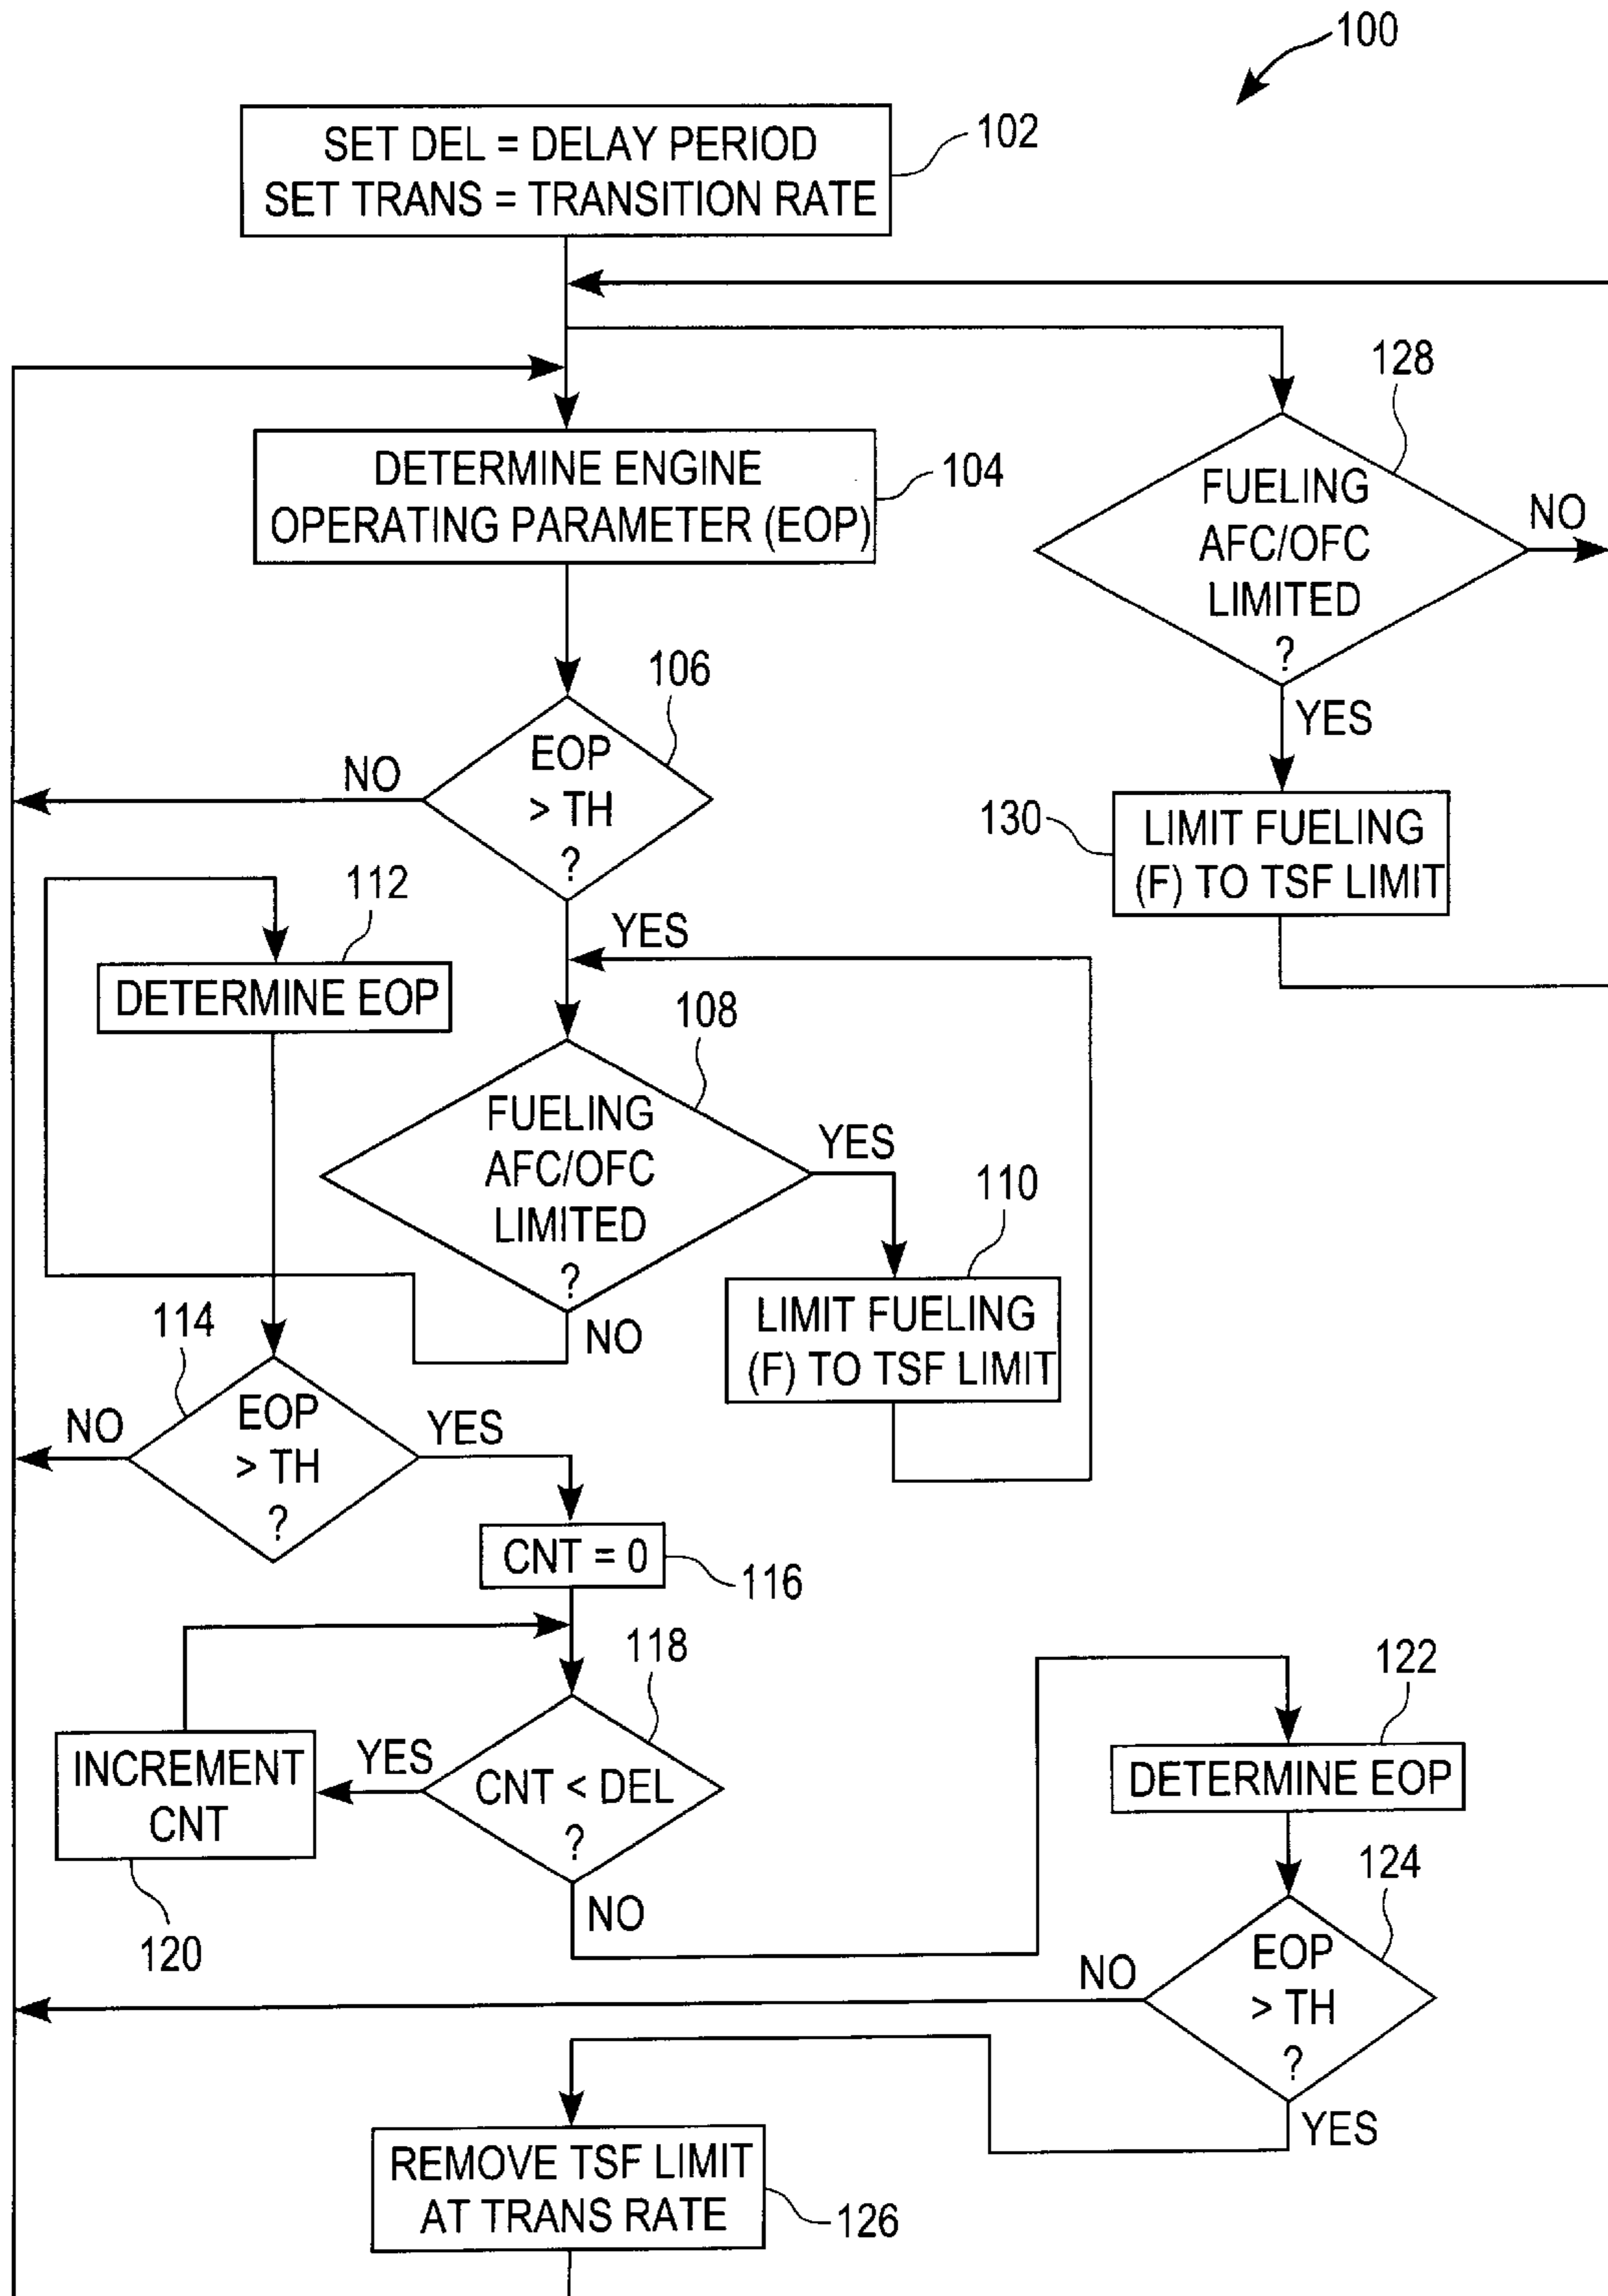 100
SET DEL = DELAY PERIOD
SET TRANS = TRANSITION RATE
102
128
DETERMINE ENGINE
OPERATING PARAMETER (EOP)
104
FUELING
AFC/OFC
LIMITED
?
NO
YES
106
EOP
> TH
?
NO
YES
130
LIMIT FUELING
(F) TO TSF LIMIT
112
DETERMINE EOP
108
FUELING
AFC/OFC
LIMITED
?
YES
NO
110
LIMIT FUELING
(F) TO TSF LIMIT
114
EOP
> TH
?
NO
YES
CNT = 0
116
118
CNT < DEL
?
YES
NO
INCREMENT
CNT
120
122
DETERMINE EOP
124
EOP
> TH
?
NO
YES
REMOVE TSF LIMIT
AT TRANS RATE
126